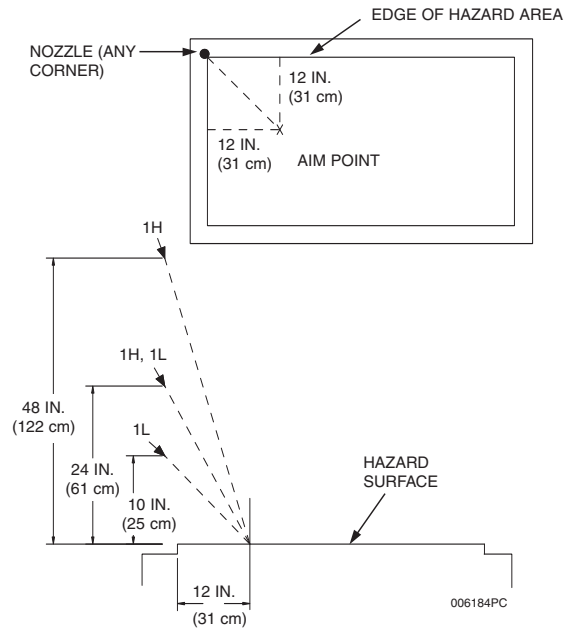 EDGE OF HAZARD AREA
NOZZLE (ANY
CORNER)
12 IN.
(31 cm)
12 IN.
(31 cm)
AIM POINT
1H
1H, 1L
48 IN.
(122 cm)
1L
24 IN.
(61 cm)
10 IN.
(25 cm)
HAZARD
SURFACE
12 IN.
(31 cm)
006184PC